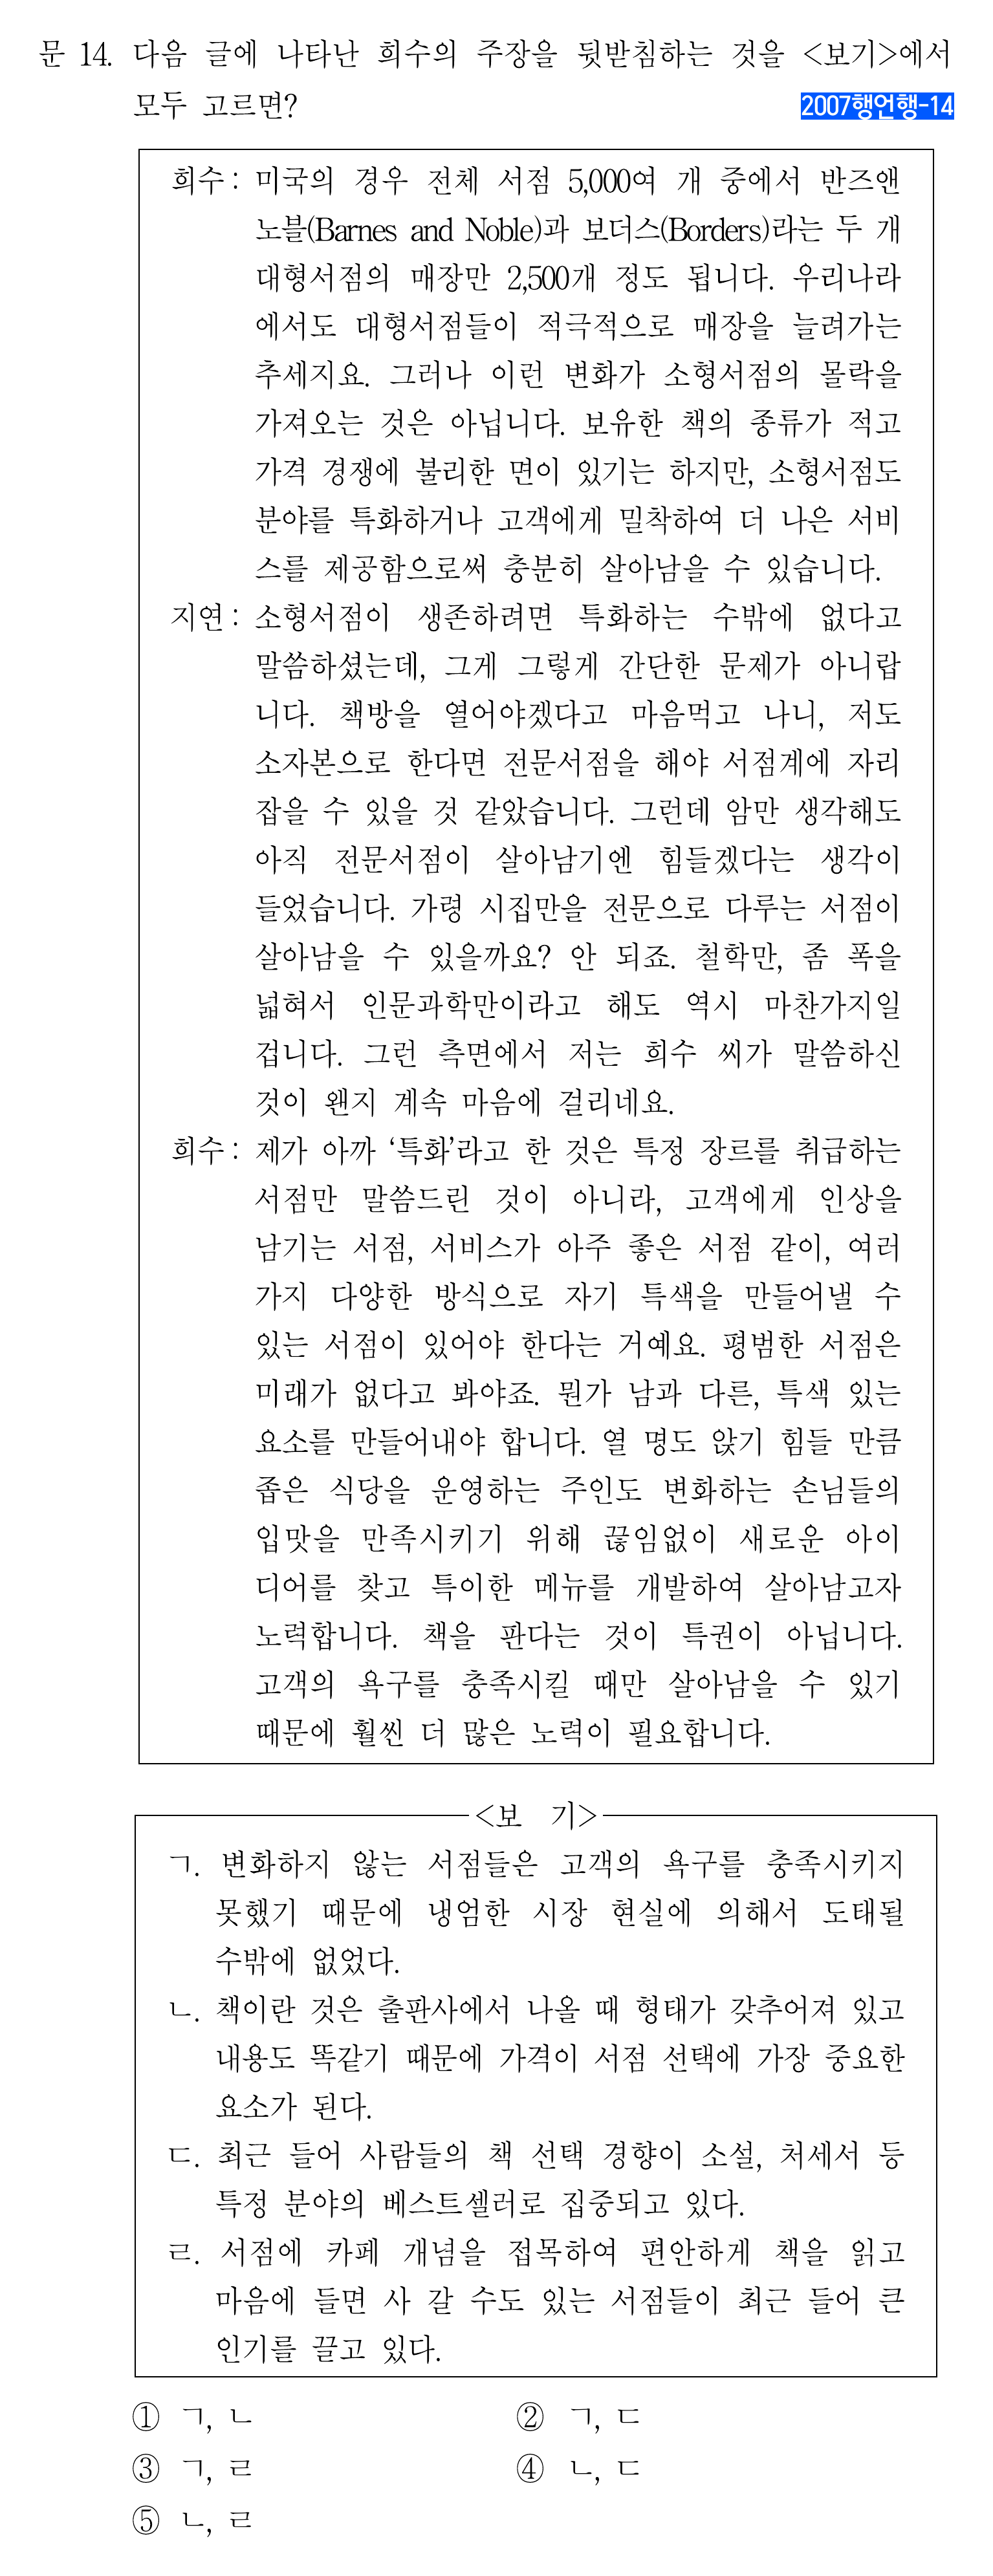 문 14. 다음 글에 나타난 희수의 주장을 뒷받침하는 것을 <보기>에서
모두 고르면?
2007행언행-14
희수 : 미국의 경우 전체 서점 5,000여 개 중에서 반즈앤
노블(Barnes and Noble)과 보더스(Borders)라는 두 개
대형서점의 매장만 2,500개 정도 됩니다. 우리나라
에서도 대형서점들이 적극적으로 매장을 늘려가는
추세지요. 그러나 이런 변화가 소형서점의 몰락을
가져오는 것은 아닙니다. 보유한 책의 종류가 적고
가격 경쟁에 불리한 면이 있기는 하지만, 소형서점도
분야를 특화하거나 고객에게 밀착하여 더 나은 서비
스를 제공함으로써 충분히 살아남을 수 있습니다.
지연 : 소형서점이 생존하려면 특화하는 수밖에 없다고
말씀하셨는데, 그게 그렇게 간단한 문제가 아니랍
니다. 책방을 열어야겠다고 마음먹고 나니, 저도
소자본으로 한다면 전문서점을 해야 서점계에 자리
잡을 수 있을 것 같았습니다. 그런데 암만 생각해도
아직 전문서점이 살아남기엔 힘들겠다는 생각이
들었습니다. 가령 시집만을 전문으로 다루는 서점이
살아남을 수 있을까요? 안 되죠. 철학만, 좀 폭을
넓혀서 인문과학만이라고 해도 역시 마찬가지일
겁니다. 그런 측면에서 저는 희수 씨가 말씀하신
것이 왠지 계속 마음에 걸리네요.
희수 : 제가 아까 ‘특화’라고 한 것은 특정 장르를 취급하는
서점만 말씀드린 것이 아니라, 고객에게 인상을
남기는 서점, 서비스가 아주 좋은 서점 같이, 여러
가지 다양한 방식으로 자기 특색을 만들어낼 수
있는 서점이 있어야 한다는 거예요. 평범한 서점은
미래가 없다고 봐야죠. 뭔가 남과 다른, 특색 있는
요소를 만들어내야 합니다. 열 명도 앉기 힘들 만큼
좁은 식당을 운영하는 주인도 변화하는 손님들의
입맛을 만족시키기 위해 끊임없이 새로운 아이
디어를 찾고 특이한 메뉴를 개발하여 살아남고자
노력합니다. 책을 판다는 것이 특권이 아닙니다.
고객의 욕구를 충족시킬 때만 살아남을 수 있기
때문에 훨씬 더 많은 노력이 필요합니다.
<보 기>
ㄱ. 변화하지 않는 서점들은 고객의 욕구를 충족시키지
못했기 때문에 냉엄한 시장 현실에 의해서 도태될
수밖에 없었다.
ㄴ. 책이란 것은 출판사에서 나올 때 형태가 갖추어져 있고
내용도 똑같기 때문에 가격이 서점 선택에 가장 중요한
요소가 된다.
ㄷ. 최근 들어 사람들의 책 선택 경향이 소설, 처세서 등
특정 분야의 베스트셀러로 집중되고 있다.
ㄹ. 서점에 카페 개념을 접목하여 편안하게 책을 읽고
마음에 들면 사 갈 수도 있는 서점들이 최근 들어 큰
인기를 끌고 있다.
① ㄱ, ㄴ ② ㄱ, ㄷ
③ ㄱ, ㄹ ④ ㄴ, ㄷ
⑤ ㄴ, ㄹ